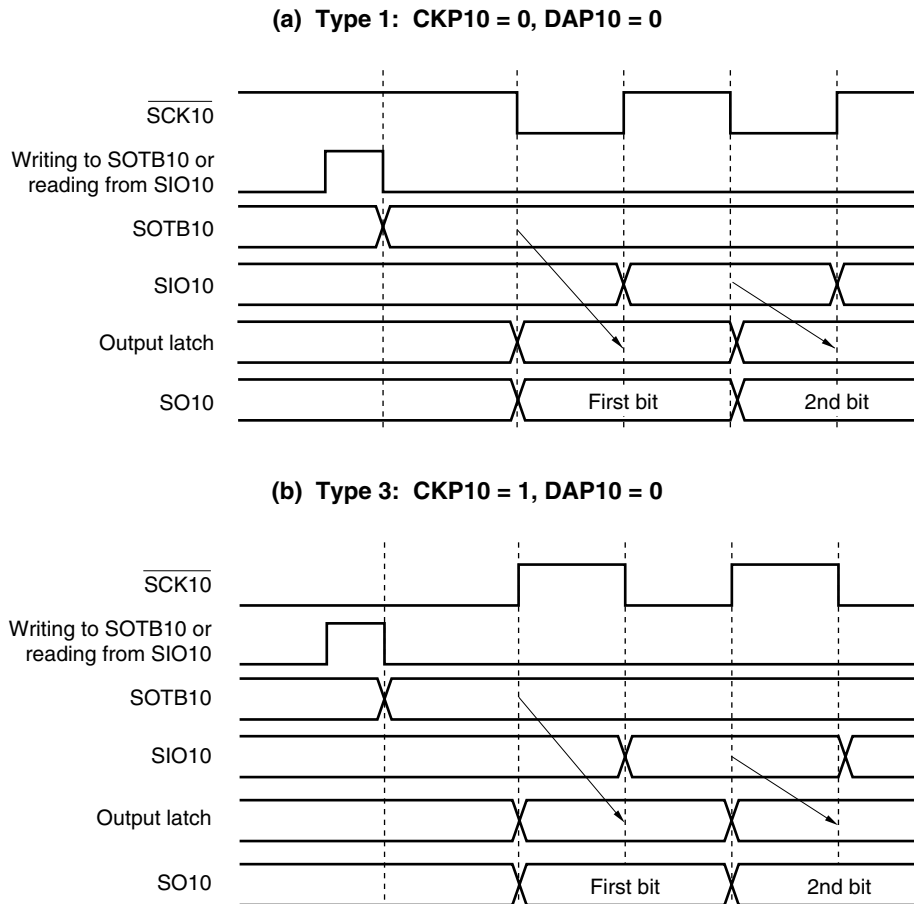 (a) Type 1: CKP10 = 0, DAP10 = 0
SCK10
Writing to SOTB10 or
reading from SIO10
SOTB10
SIO10
Output latch
SO10
First bit
2nd bit
(b) Type 3: CKP10 = 1, DAP10 = 0
SCK10
Writing to SOTB10 or
reading from SIO10
SOTB10
SIO10
Output latch
SO10
First bit
2nd bit